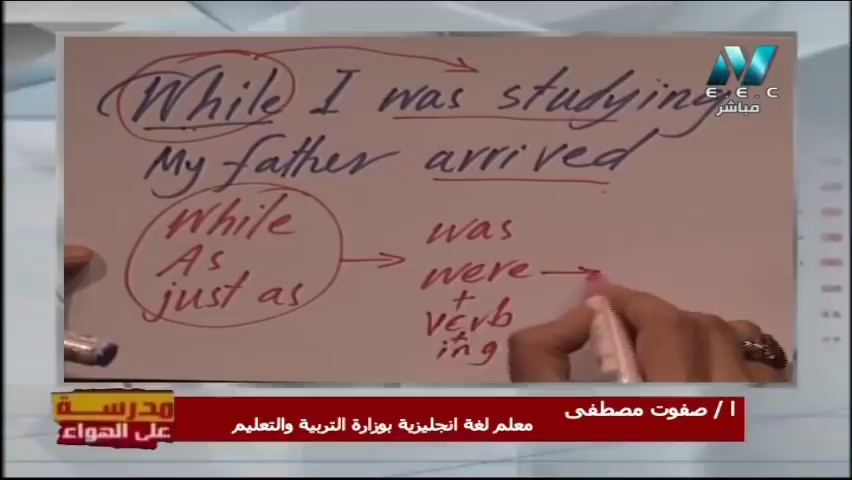 While I was studying
My father arrived
While
As
just as
was
were
+
verb
+
ing
E.E.C
مباشر
مدرسة
على الهواء
ا / صفوت مصطفى
معلم لغة انجليزية بوزارة التربية والتعليم